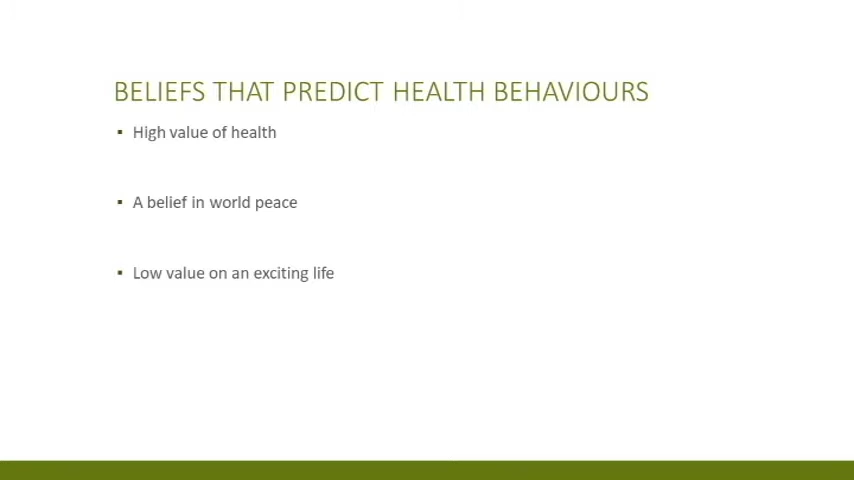 BELIEFS THAT PREDICT HEALTH BEHAVIOURS
▪ High value of health
▪ A belief in world peace
▪ Low value on an exciting life